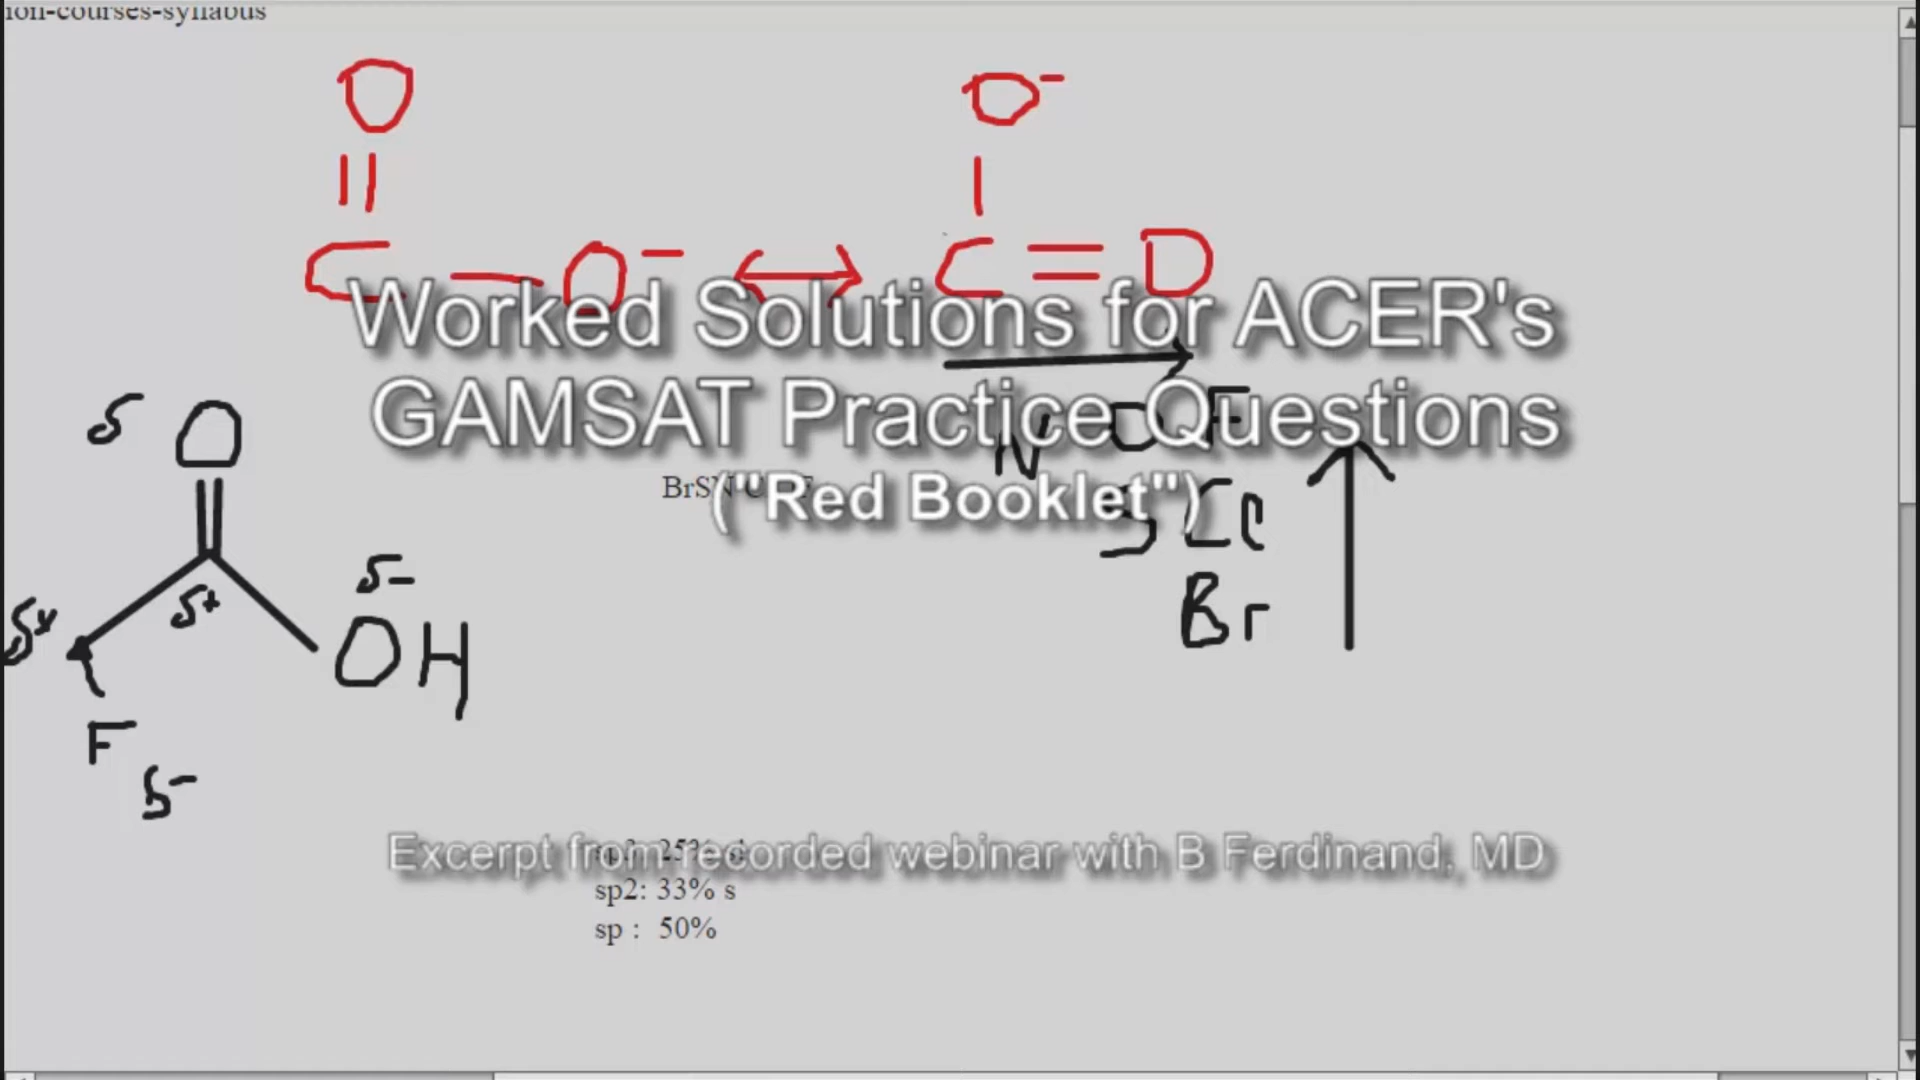 ion-courses-syllabus
O O-
C - O- ↔ C = O
Worked Solutions for ACER's
GAMSAT Practice Questions
("Red Booklet")
N O F
S Cl
Br
δ O
δ-
δ+ δ+
OH
F
δ-
Excerpt from recorded webinar with B Ferdinand, MD
sp2: 33% s
sp : 50%